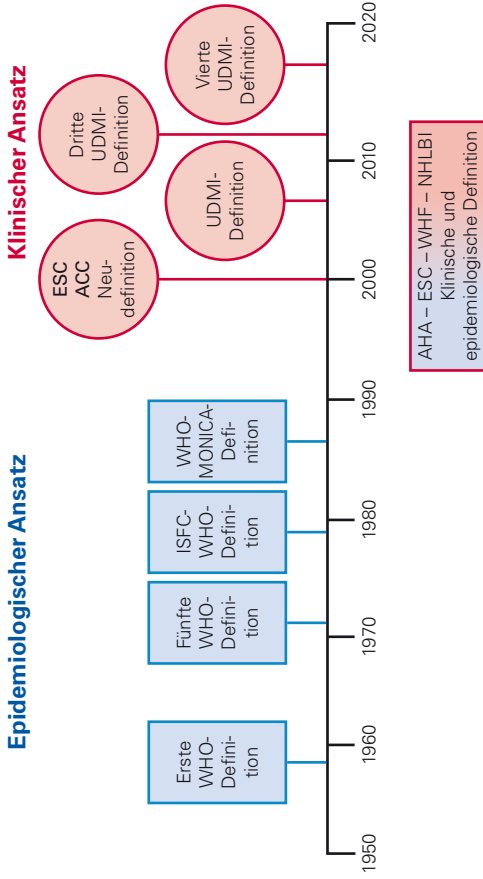 Epidemiologischer Ansatz
Klinischer Ansatz
Erste
WHO-
Defini-
tion
Fünfte
WHO-
Defini-
tion
ISFC-
WHO-
Defini-
tion
WHO-
MONICA-
Defi-
nition
ESC
ACC
Neu-
definition
UDMI-
Definition
Dritte
UDMI-
Definition
Vierte
UDMI-
Definition
1950
1960
1970
1980
1990
2000
2010
2020
AHA – ESC – WHF – NHLBI
Klinische und
epidemiologische Definition